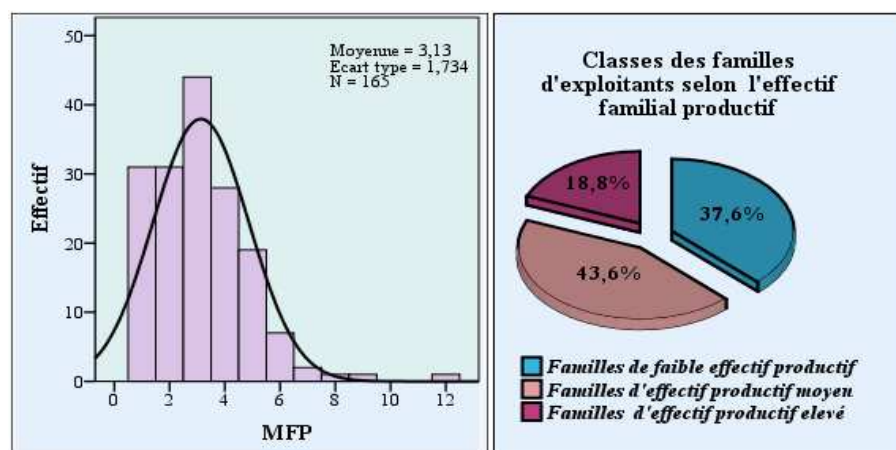 50
40
30
20
10
0
Effectif
Moyenne = 3,13
Ecart type = 1,734
N = 165
0 2 4 6 8 10 12
MFP
Classes des familles
d'exploitants selon l'effectif
familial productif
18,8%
37,6%
43,6%
Familles de faible effectif productif
Familles d'effectif productif moyen
Familles d'effectif productif elevé